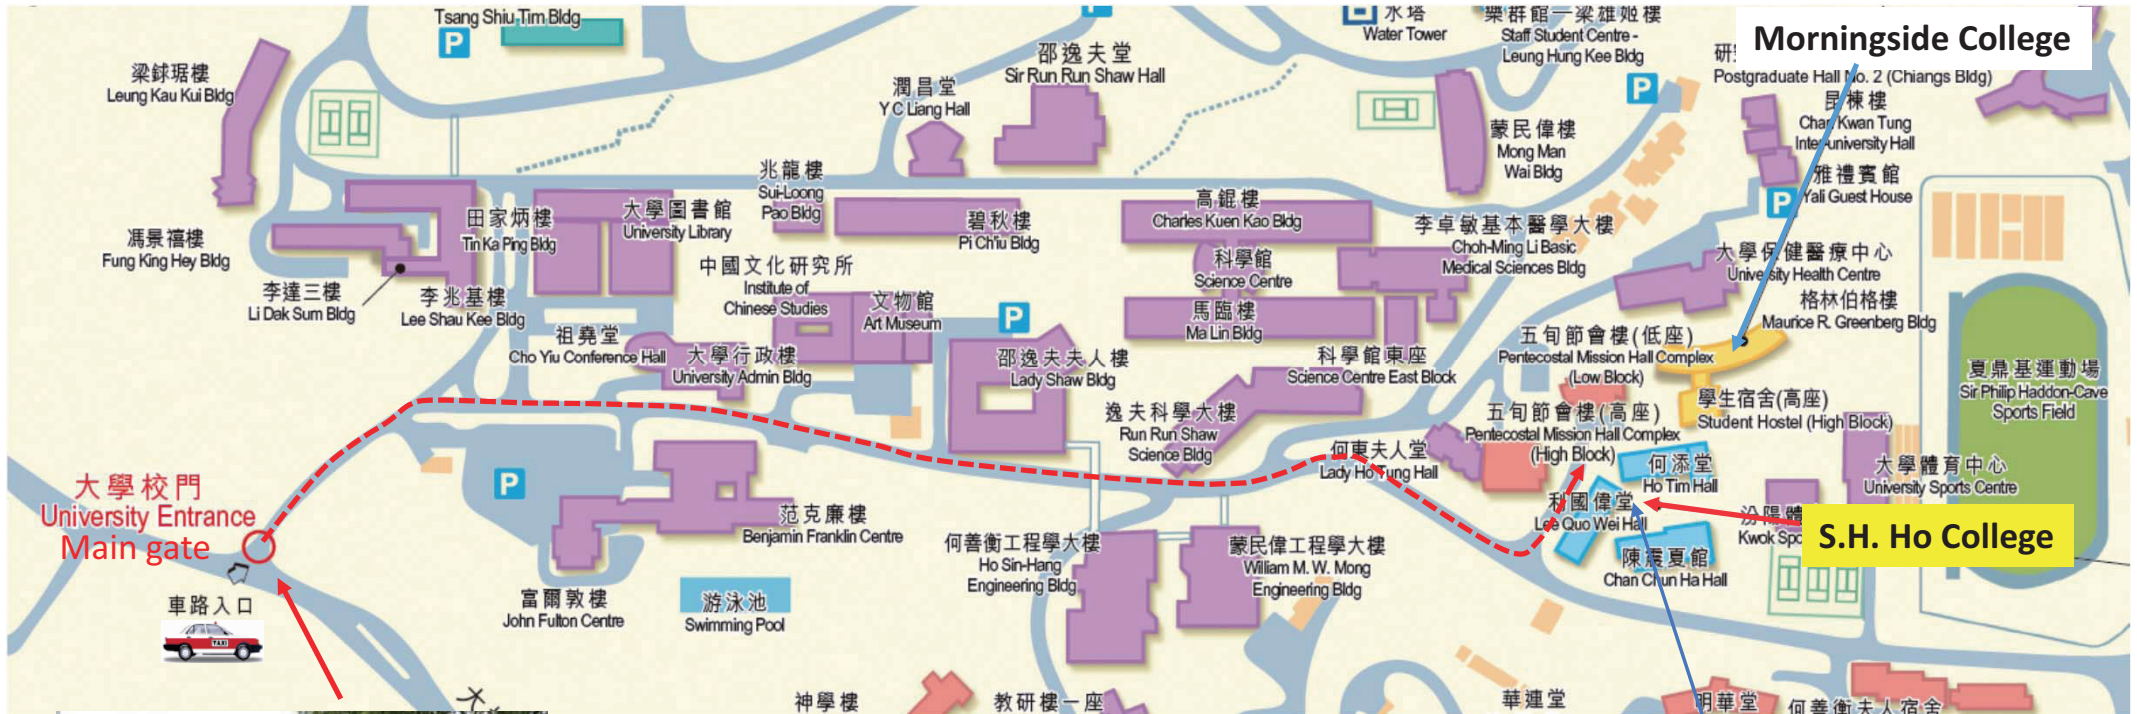 Tsang Shiu Tim Bldg
P
梁銶琚樓
Leung Kau Kui Bldg
潤昌堂
Y C Liang Hall
邵逸夫堂
Sir Run Run Shaw Hall
P
水塔
Water Tower
樂群館—梁雄姬樓
Staff Student Centre -
Leung Hung Kee Bldg
P
Morningside College
Postgraduate Hall No. 2 (Chiangs Bldg)
昆棟樓
Chan Kwan Tung
Inter-university Hall
蒙民偉樓
Mong Man
Wai Bldg
雅禮賓館
Yali Guest House
P
馮景禧樓
Fung King Hey Bldg
田家炳樓
Tin Ka Ping Bldg
大學圖書館
University Library
兆龍樓
Sui-Loong
Pao Bldg
碧秋樓
Pi Ch'iu Bldg
高錕樓
Charles Kuen Kao Bldg
科學館
Science Centre
李卓敏基本醫學大樓
Choh-Ming Li Basic
Medical Sciences Bldg
大學保健醫療中心
University Health Centre
李達三樓
Li Dak Sum Bldg
李兆基樓
Lee Shau Kee Bldg
中國文化研究所
Institute of
Chinese Studies
文物館
Art Museum
P
馬臨樓
Ma Lin Bldg
格林伯格樓
Maurice R. Greenberg Bldg
祖堯堂
Cho Yiu Conference Hall
大學行政樓
University Admin Bldg
邵逸夫夫人樓
Lady Shaw Bldg
科學館東座
Science Centre East Block
五旬節會樓(低座)
Pentecostal Mission Hall Complex
(Low Block)
夏鼎基運動場
Sir Philip Haddon-Cave
Sports Field
逸夫科學大樓
Run Run Shaw
Science Bldg
五旬節會樓(高座)
Pentecostal Mission Hall Complex
(High Block)
學生宿舍(高座)
Student Hostel (High Block)
何東夫人堂
Lady Ho Tung Hall
何添堂
Ho Tim Hall
大學體育中心
University Sports Centre
大學校門
University Entrance
Main gate
P
范克廉樓
Benjamin Franklin Centre
利國偉堂
Lee Quo Wei Hall
汾陽體
Kwok Spo
S.H. Ho College
車路入口
TAXI
富爾敦樓
John Fulton Centre
游泳池
Swimming Pool
何善衡工程學大樓
Ho Sin-Hang
Engineering Bldg
蒙民偉工程學大樓
William M. W. Mong
Engineering Bldg
陳震夏館
Chan Chun Ha Hall
神學樓
教研樓一座
華連堂
明華堂
何善衡夫人宿舍